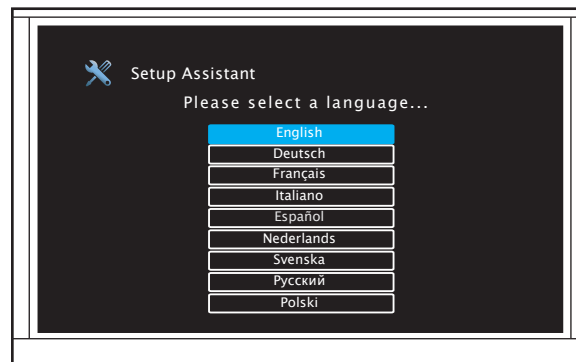 Setup Assistant
Please select a language...
English
Deutsch
Français
Italiano
Español
Nederlands
Svenska
Русский
Polski